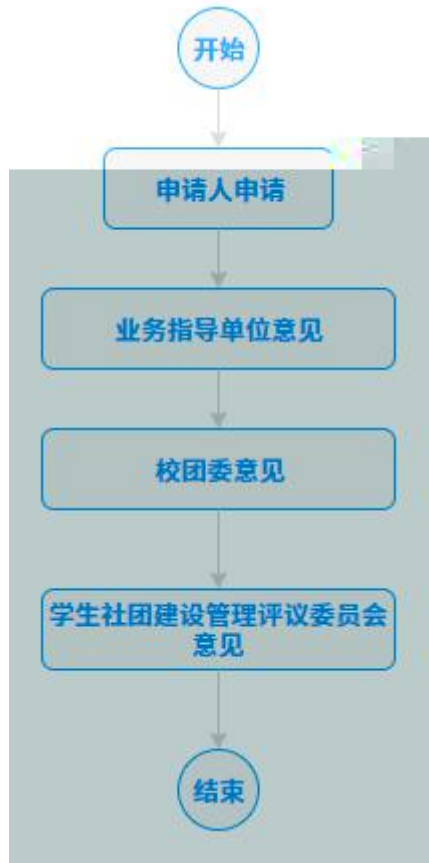 开始
申请人申请
业务指导单位意见
校团委意见
学生社团建设管理评议委员会
意见
结束